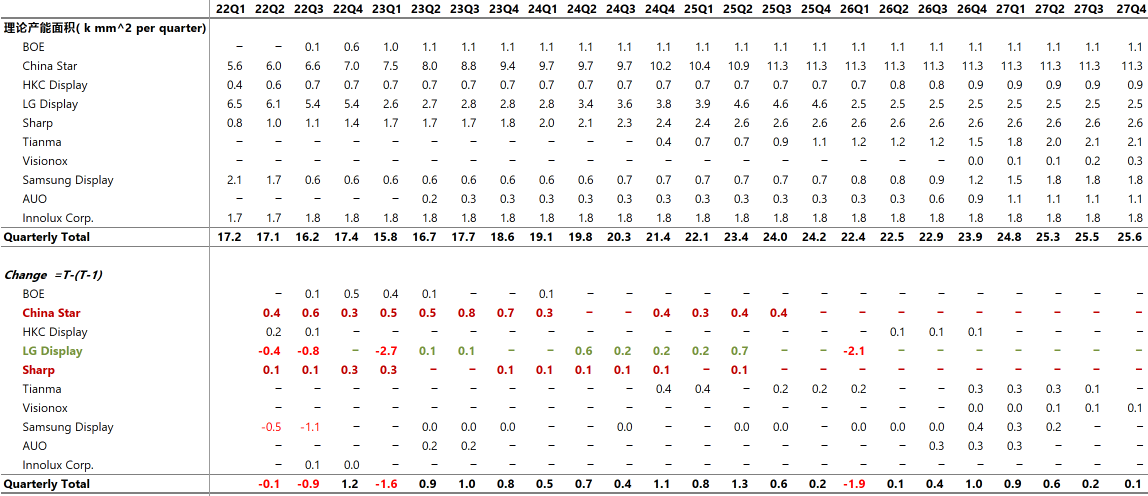 22Q1 22Q2 22Q3 22Q4 23Q1 23Q2 23Q3 23Q4 24Q1 24Q2 24Q3 24Q4 25Q1 25Q2 25Q3 25Q4 26Q1 26Q2 26Q3 26Q4 27Q1 27Q2 27Q3 27Q4
理论产能面积( k mm^2 per quarter)
BOE – – 0.1 0.6 1.0 1.1 1.1 1.1 1.1 1.1 1.1 1.1 1.1 1.1 1.1 1.1 1.1 1.1 1.1 1.1 1.1 1.1 1.1 1.1
China Star 5.6 6.0 6.6 7.0 7.5 8.0 8.8 9.4 9.7 9.7 9.7 10.2 10.4 10.9 11.3 11.3 11.3 11.3 11.3 11.3 11.3 11.3 11.3 11.3
HKC Display 0.4 0.6 0.7 0.7 0.7 0.7 0.7 0.7 0.7 0.7 0.7 0.7 0.7 0.7 0.7 0.7 0.7 0.8 0.8 0.9 0.9 0.9 0.9 0.9
LG Display 6.5 6.1 5.4 5.4 2.6 2.7 2.8 2.8 2.8 3.4 3.6 3.8 3.9 4.6 4.6 4.6 2.5 2.5 2.5 2.5 2.5 2.5 2.5 2.5
Sharp 0.8 1.0 1.1 1.4 1.7 1.7 1.7 1.8 2.0 2.1 2.3 2.4 2.4 2.6 2.6 2.6 2.6 2.6 2.6 2.6 2.6 2.6 2.6 2.6
Tianma – – – – – – – – – – – 0.4 0.7 0.7 0.9 1.1 1.2 1.2 1.2 1.5 1.8 2.0 2.1 2.1
Visionox – – – – – – – – – – – – – – – – – – – 0.0 0.1 0.1 0.2 0.3
Samsung Display 2.1 1.7 0.6 0.6 0.6 0.6 0.6 0.6 0.6 0.6 0.7 0.7 0.7 0.7 0.7 0.7 0.8 0.8 0.9 1.2 1.5 1.8 1.8 1.8
AUO – – – – – 0.2 0.3 0.3 0.3 0.3 0.3 0.3 0.3 0.3 0.3 0.3 0.3 0.3 0.6 0.9 1.1 1.1 1.1 1.1
Innolux Corp. 1.7 1.7 1.8 1.8 1.8 1.8 1.8 1.8 1.8 1.8 1.8 1.8 1.8 1.8 1.8 1.8 1.8 1.8 1.8 1.8 1.8 1.8 1.8 1.8
Quarterly Total 17.2 17.1 16.2 17.4 15.8 16.7 17.7 18.6 19.1 19.8 20.3 21.4 22.1 23.4 24.0 24.2 22.4 22.5 22.9 23.9 24.8 25.3 25.5 25.6
Change =T-(T-1)
BOE – 0.1 0.5 0.4 0.1 – – 0.1 – – – – – – – – – – – – – – –
China Star 0.4 0.6 0.3 0.5 0.5 0.8 0.7 0.3 – – 0.4 0.3 0.4 0.4 – – – – – – – – –
HKC Display 0.2 0.1 – – – – – – – – – – – – – – 0.1 0.1 0.1 – – – –
LG Display -0.4 -0.8 – -2.7 0.1 0.1 – – 0.6 0.2 0.2 0.2 0.7 – – -2.1 – – – – – – –
Sharp 0.1 0.1 0.3 0.3 – – 0.1 0.1 0.1 0.1 0.1 – 0.1 – – – – – – – – – –
Tianma – – – – – – – – – – 0.4 0.4 – 0.2 0.2 0.2 – – 0.3 0.3 0.3 0.1 –
Visionox – – – – – – – – – – – – – – – – – – 0.0 0.0 0.1 0.1 0.1
Samsung Display -0.5 -1.1 – – 0.0 0.0 0.0 – – 0.0 – – 0.0 0.0 – 0.0 0.0 0.0 0.4 0.3 0.2 – –
AUO – – – – 0.2 0.2 – – – – – – – – – – – 0.3 0.3 0.3 – – –
Innolux Corp. – 0.1 0.0 – – – – – – – – – – – – – – – – – – – –
Quarterly Total -0.1 -0.9 1.2 -1.6 0.9 1.0 0.8 0.5 0.7 0.4 1.1 0.8 1.3 0.6 0.2 -1.9 0.1 0.4 1.0 0.9 0.6 0.2 0.1